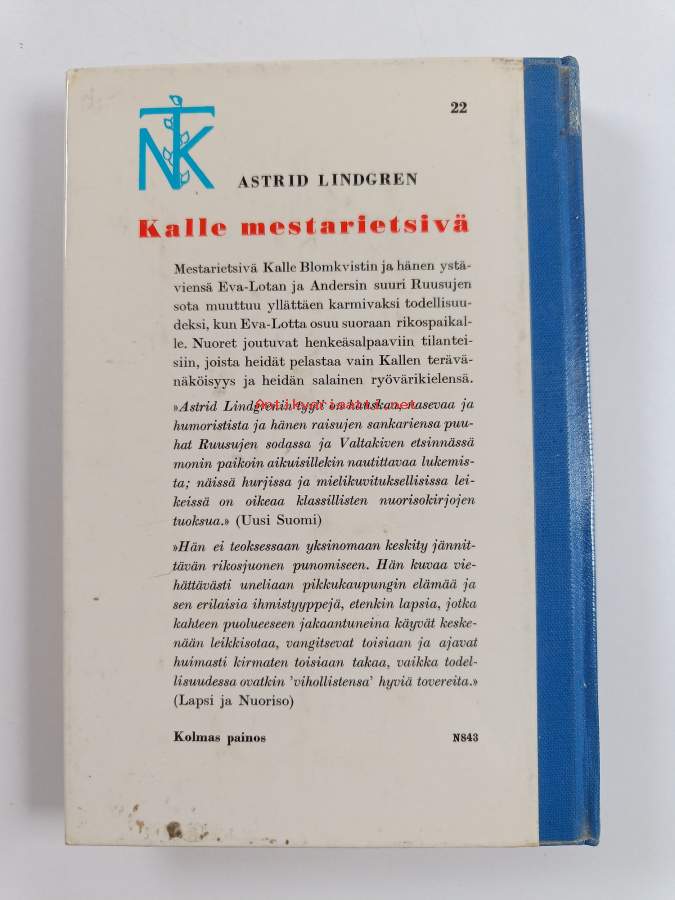 NTK
22
ASTRID LINDGREN
Kalle mestarietsivä
Mestarietsivä Kalle Blomkvistin ja hänen ystä-
viensä Eva-Lotan ja Andersin suuri Ruusujen
sota muuttuu yllättäen karmivaksi todellisuu-
deksi, kun Eva-Lotta osuu suoraan rikospaikal-
le. Nuoret joutuvat henkeäsalpaaviin tilantei-
siin, joista heidät pelastaa vain Kallen terävä-
näköisyys ja heidän salainen ryövärikielensä.
»Astrid Lindgrenin tyyli on hauskan nasevaa ja
Antikvariaatit.net
humoristista ja hänen raisujen sankariensa puu-
hat Ruusujen sodassa ja Valtakiven etsinnässä
monin paikoin aikuisillekin nautittavaa lukemis-
ta; näissä hurjissa ja mielikuvituksellisissa lei-
keissä on oikeaa klassillisten nuorisokirjojen
tuoksua.» (Uusi Suomi)
»Hän ei teoksessaan yksinomaan keskity jännit-
tävän rikosjuonen punomiseen. Hän kuvaa vie-
hättävästi uneliaan pikkukaupungin elämää ja
sen erilaisia ihmistyyppejä, etenkin lapsia, jotka
kahteen puolueeseen jakaantuneina käyvät keske-
nään leikkisotaa, vangitsevat toisiaan ja ajavat
huimasti kirmaten toisiaan takaa, vaikka todel-
lisuudessa ovatkin 'vihollistensa' hyviä tovereita.»
(Lapsi ja Nuoriso)
Kolmas painos
N843